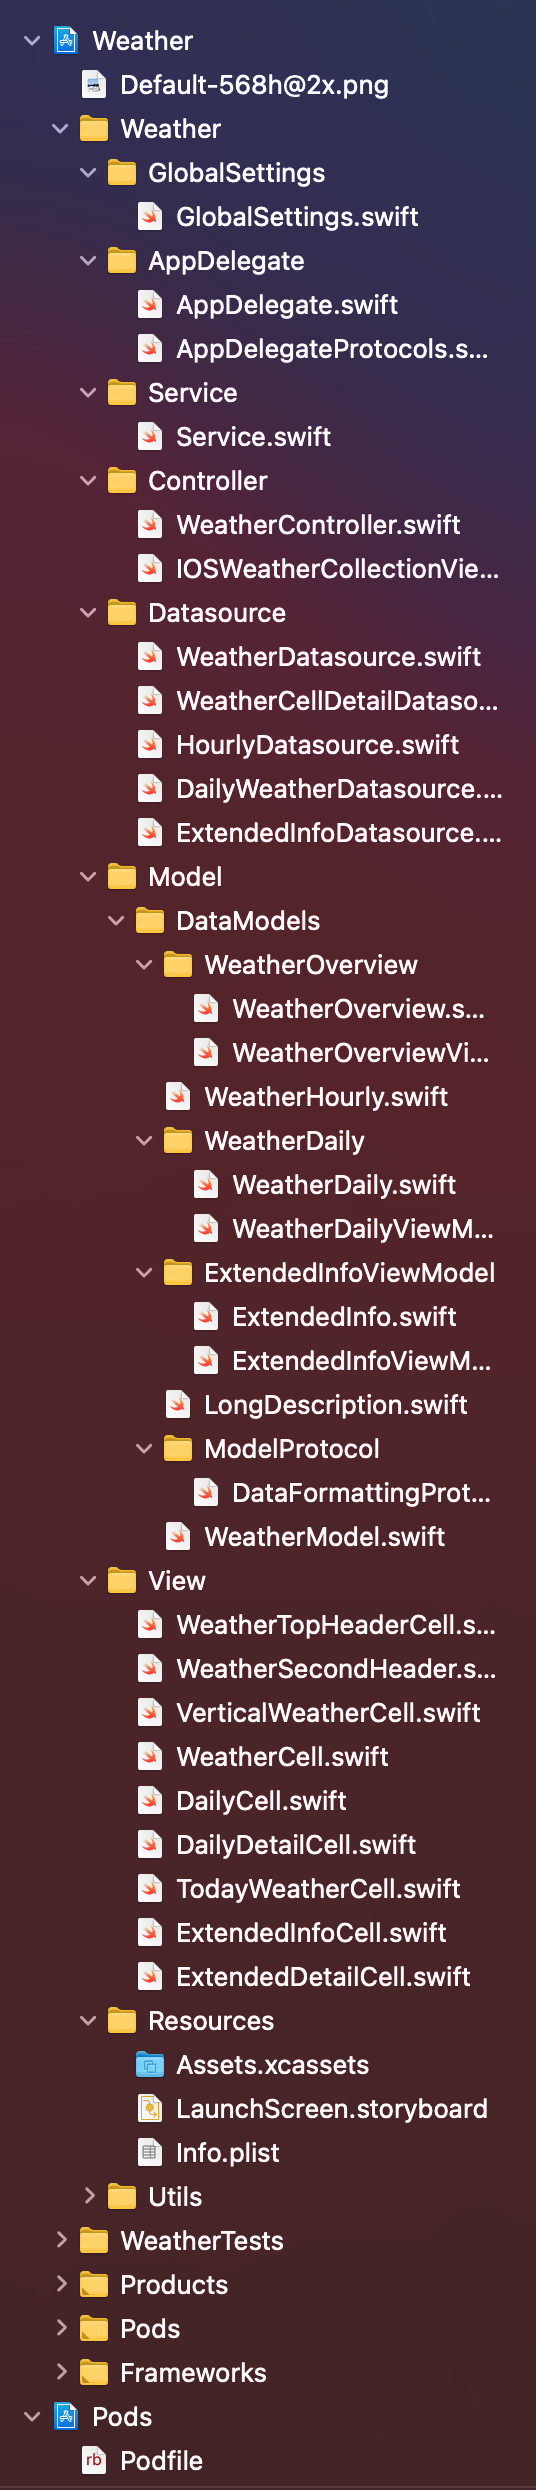 Weather
Default-568h@2x.png
Weather
GlobalSettings
GlobalSettings.swift
AppDelegate
AppDelegate.swift
AppDelegateProtocols.s...
Service
Service.swift
Controller
WeatherController.swift
IOSWeatherCollectionVie...
Datasource
WeatherDatasource.swift
WeatherCellDetailDataso...
HourlyDatasource.swift
DailyWeatherDatasource....
ExtendedInfoDatasource....
Model
DataModels
WeatherOverview
WeatherOverview.s...
WeatherOverviewVi...
WeatherHourly.swift
WeatherDaily
WeatherDaily.swift
WeatherDailyViewM...
ExtendedInfoViewModel
ExtendedInfo.swift
ExtendedInfoViewM...
LongDescription.swift
ModelProtocol
DataFormattingProt...
WeatherModel.swift
View
WeatherTopHeaderCell.s...
WeatherSecondHeader.s...
VerticalWeatherCell.swift
WeatherCell.swift
DailyCell.swift
DailyDetailCell.swift
TodayWeatherCell.swift
ExtendedInfoCell.swift
ExtendedDetailCell.swift
Resources
Assets.xcassets
LaunchScreen.storyboard
Info.plist
Utils
WeatherTests
Products
Pods
Frameworks
Pods
rb Podfile